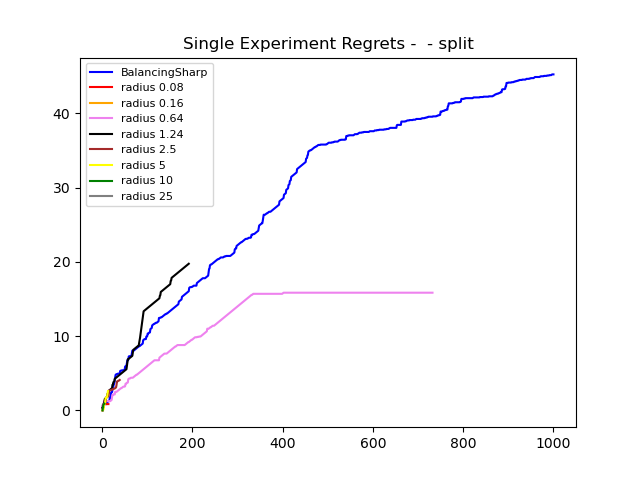 Single Experiment Regrets -  - split
BalancingSharp
radius 0.08
radius 0.16
radius 0.64
radius 1.24
radius 2.5
radius 5
radius 10
radius 25
40
30
20
10
0
0 200 400 600 800 1000